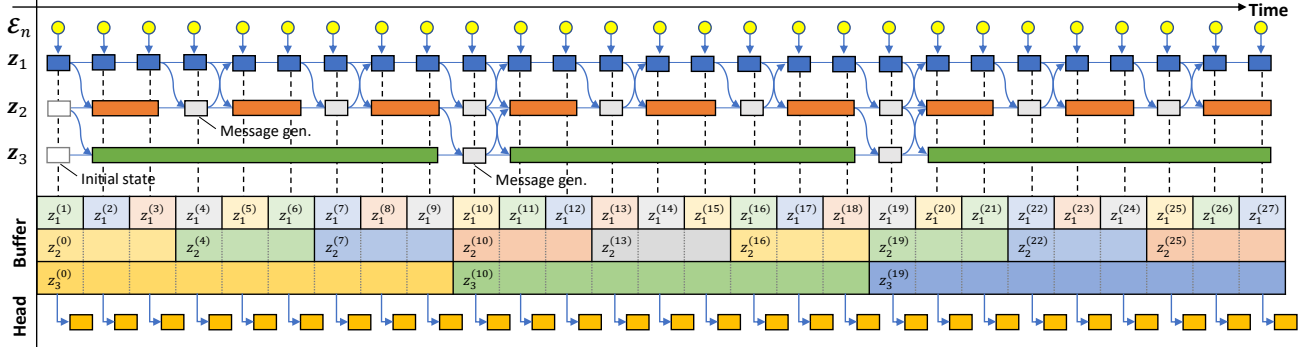 Time
ℰₙ
z₁
z₂
Message gen.
z₃
Initial state
Message gen.
Buffer
z₁⁽¹⁾ z₁⁽²⁾ z₁⁽³⁾ z₁⁽⁴⁾ z₁⁽⁵⁾ z₁⁽⁶⁾ z₁⁽⁷⁾ z₁⁽⁸⁾ z₁⁽⁹⁾ z₁⁽¹⁰⁾ z₁⁽¹¹⁾ z₁⁽¹²⁾ z₁⁽¹³⁾ z₁⁽¹⁴⁾ z₁⁽¹⁵⁾ z₁⁽¹⁶⁾ z₁⁽¹⁷⁾ z₁⁽¹⁸⁾ z₁⁽¹⁹⁾ z₁⁽²⁰⁾ z₁⁽²¹⁾ z₁⁽²²⁾ z₁⁽²³⁾ z₁⁽²⁴⁾ z₁⁽²⁵⁾ z₁⁽²⁶⁾ z₁⁽²⁷⁾
z₂⁽⁰⁾ z₂⁽⁴⁾ z₂⁽⁷⁾ z₂⁽¹⁰⁾ z₂⁽¹³⁾ z₂⁽¹⁶⁾ z₂⁽¹⁹⁾ z₂⁽²²⁾ z₂⁽²⁵⁾
z₃⁽⁰⁾ z₃⁽¹⁰⁾ z₃⁽¹⁹⁾
Head